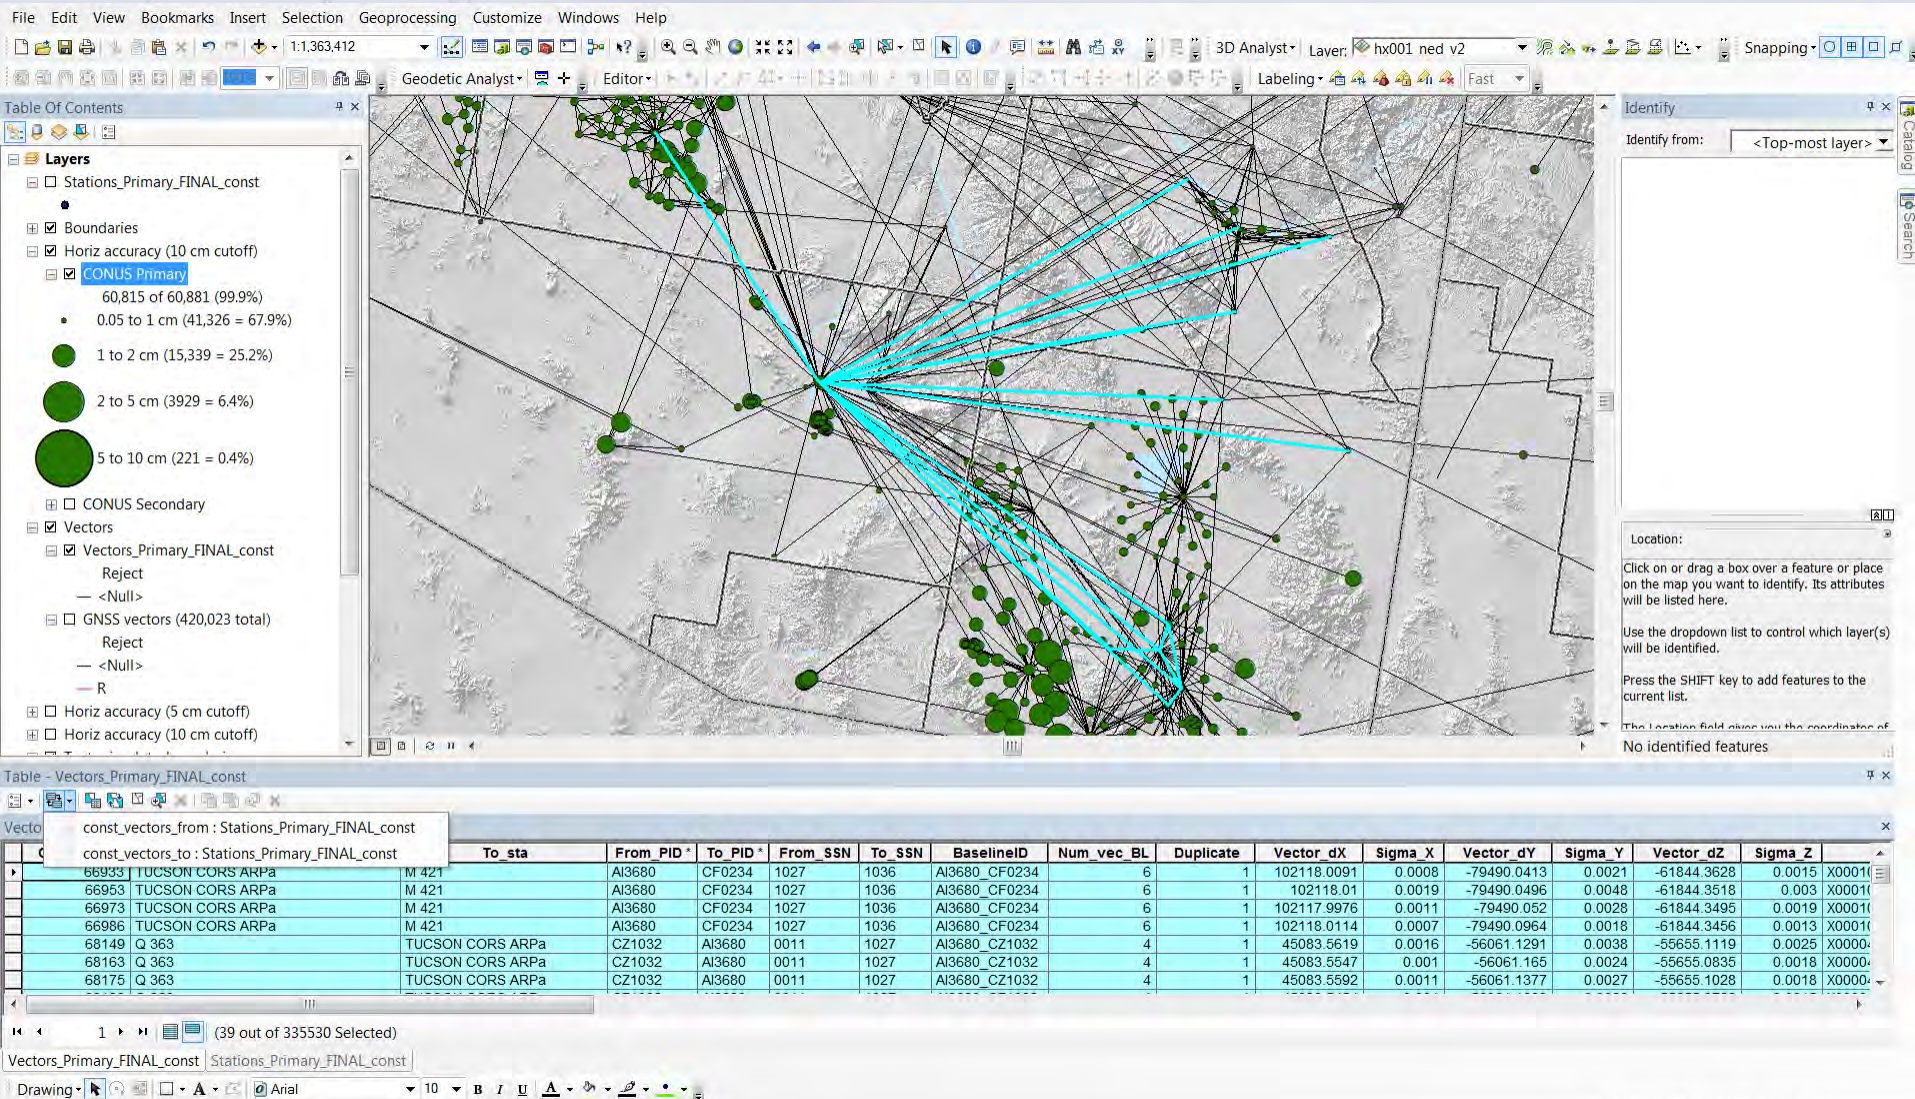 File Edit View Bookmarks Insert Selection Geoprocessing Customize Windows Help
1:1,363,412 3D Analyst Layer: hx001 ned v2 Snapping
Geodetic Analyst Editor Labeling Fast
Table Of Contents
Layers
Stations_Primary_FINAL_const
Boundaries
Horiz accuracy (10 cm cutoff)
CONUS Primary
60,815 of 60,881 (99.9%)
0.05 to 1 cm (41,326 = 67.9%)
1 to 2 cm (15,339 = 25.2%)
2 to 5 cm (3929 = 6.4%)
5 to 10 cm (221 = 0.4%)
CONUS Secondary
Vectors
Vectors_Primary_FINAL_const
Reject
<Null>
GNSS vectors (420,023 total)
Reject
<Null>
R
Horiz accuracy (5 cm cutoff)
Horiz accuracy (10 cm cutoff)
Identify
Identify from: <Top-most layer>
Location:
Click on or drag a box over a feature or place
on the map you want to identify. Its attributes
will be listed here.
Use the dropdown list to control which layer(s)
will be identified.
Press the SHIFT key to add features to the
current list.
The Location field gives you the coordinates of
No identified features
Catalog
Search
Table - Vectors_Primary_FINAL_const
Vecto
const_vectors_from : Stations_Primary_FINAL_const
const_vectors_to : Stations_Primary_FINAL_const
To_sta From_PID * To_PID * From_SSN To_SSN BaselineID Num_vec_BL Duplicate Vector_dX Sigma_X Vector_dY Sigma_Y Vector_dZ Sigma_Z
66933 TUCSON CORS ARPa M 421 AI3680 CF0234 1027 1036 AI3680_CF0234 6 1 102118.0091 0.0008 -79490.0413 0.0021 -61844.3628 0.0015 X0001
66953 TUCSON CORS ARPa M 421 AI3680 CF0234 1027 1036 AI3680_CF0234 6 1 102118.01 0.0019 -79490.0496 0.0048 -61844.3518 0.003 X0001
66973 TUCSON CORS ARPa M 421 AI3680 CF0234 1027 1036 AI3680_CF0234 6 1 102117.9976 0.0011 -79490.052 0.0028 -61844.3495 0.0019 X0001
66986 TUCSON CORS ARPa M 421 AI3680 CF0234 1027 1036 AI3680_CF0234 6 1 102118.0114 0.0007 -79490.0964 0.0018 -61844.3456 0.0013 X0001
68149 Q 363 TUCSON CORS ARPa CZ1032 AI3680 0011 1027 AI3680_CZ1032 4 1 45083.5619 0.0016 -56061.1291 0.0038 -55655.1119 0.0025 X0000
68163 Q 363 TUCSON CORS ARPa CZ1032 AI3680 0011 1027 AI3680_CZ1032 4 1 45083.5547 0.001 -56061.165 0.0024 -55655.0835 0.0018 X0000
68175 Q 363 TUCSON CORS ARPa CZ1032 AI3680 0011 1027 AI3680_CZ1032 4 1 45083.5592 0.0011 -56061.1377 0.0027 -55655.1028 0.0018 X0000
1 (39 out of 335530 Selected)
Vectors_Primary_FINAL_const Stations_Primary_FINAL_const
Drawing A Arial 10 B I U A